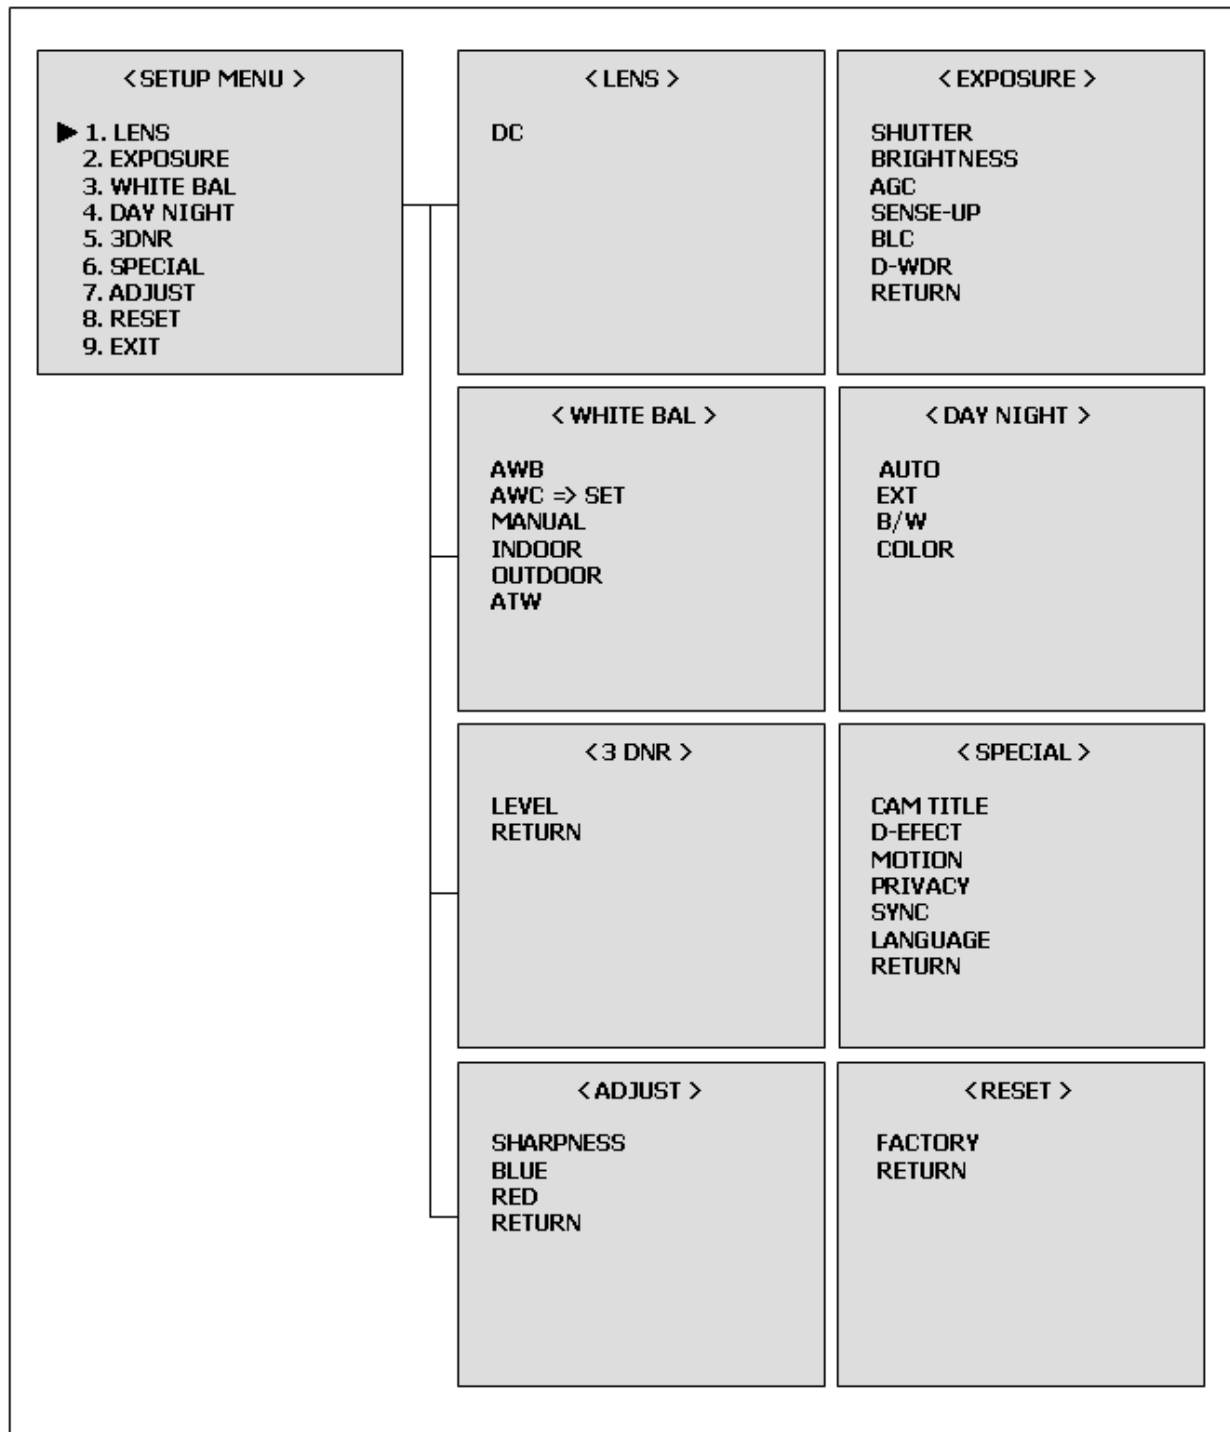 < SETUP MENU >
1. LENS
2. EXPOSURE
3. WHITE BAL
4. DAY NIGHT
5. 3DNR
6. SPECIAL
7. ADJUST
8. RESET
9. EXIT
< LENS >
DC
< EXPOSURE >
SHUTTER
BRIGHTNESS
AGC
SENSE-UP
BLC
D-WDR
RETURN
< WHITE BAL >
AWB
AWC => SET
MANUAL
INDOOR
OUTDOOR
ATW
< DAY NIGHT >
AUTO
EXT
B/W
COLOR
< 3 DNR >
LEVEL
RETURN
< SPECIAL >
CAM TITLE
D-EFECT
MOTION
PRIVACY
SYNC
LANGUAGE
RETURN
< ADJUST >
SHARPNESS
BLUE
RED
RETURN
< RESET >
FACTORY
RETURN